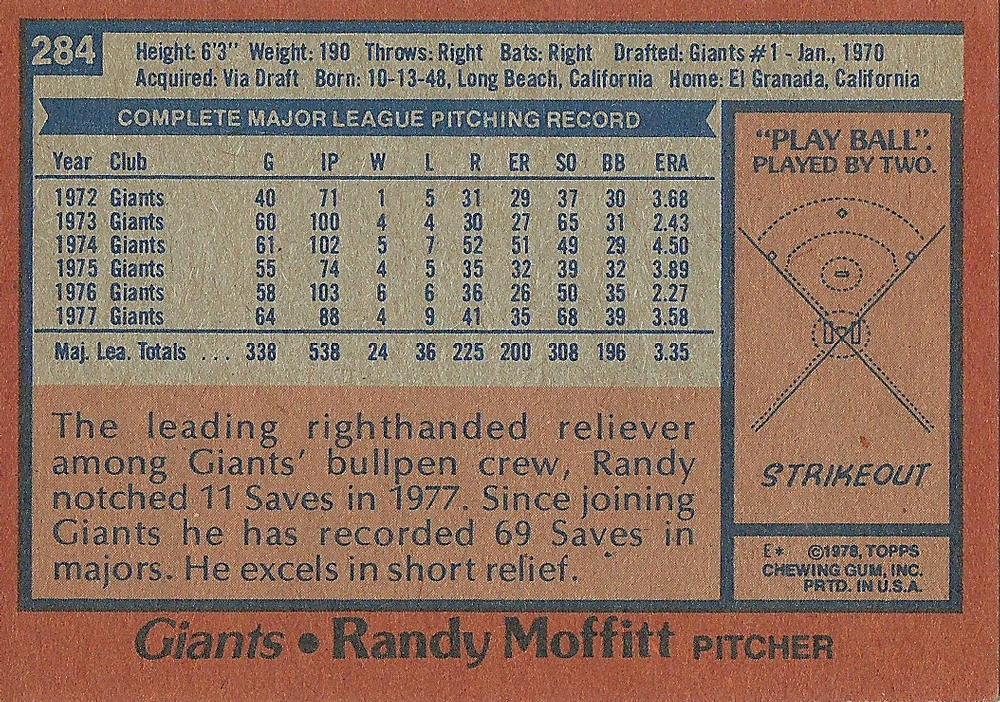 284
Height: 6'3" Weight: 190 Throws: Right Bats: Right Drafted: Giants #1 - Jan., 1970
Acquired: Via Draft Born: 10-13-48, Long Beach, California Home: El Granada, California
COMPLETE MAJOR LEAGUE PITCHING RECORD
Year Club G IP W L R ER SO BB ERA
1972 Giants 40 71 1 5 31 29 37 30 3.68
1973 Giants 60 100 4 4 30 27 65 31 2.43
1974 Giants 61 102 5 7 52 51 49 29 4.50
1975 Giants 55 74 4 5 35 32 39 32 3.89
1976 Giants 58 103 6 6 36 26 50 35 2.27
1977 Giants 64 88 4 9 41 35 68 39 3.58
Maj. Lea. Totals ... 338 538 24 36 225 200 308 196 3.35
The leading righthanded reliever
among Giants' bullpen crew, Randy
notched 11 Saves in 1977. Since joining
Giants he has recorded 69 Saves in
majors. He excels in short relief.
"PLAY BALL".
PLAYED BY TWO.
STRIKEOUT
E* ©1978, TOPPS
CHEWING GUM, INC.
PRTD. IN U.S.A.
Giants • Randy Moffitt PITCHER